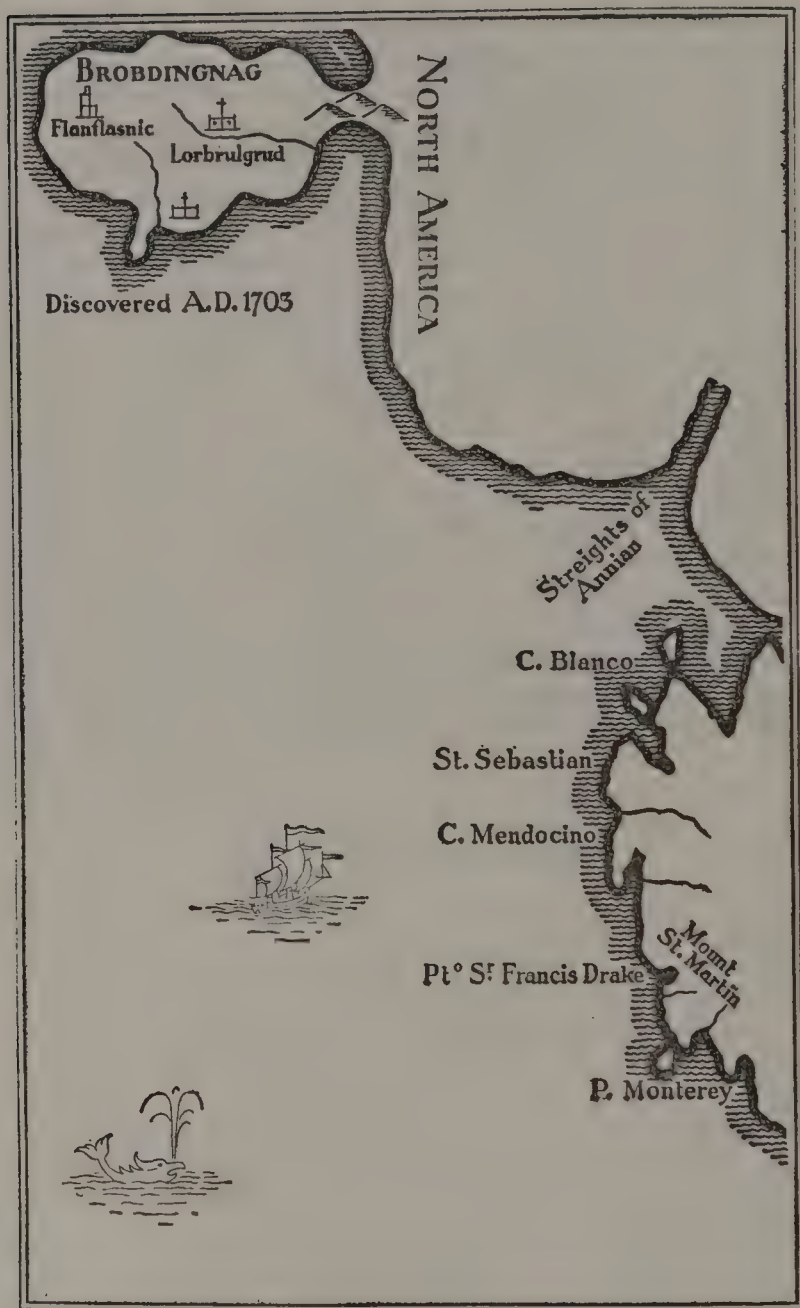 BROBDINGNAG
Flanflasnic
Lorbrulgrud
Discovered A.D. 1703
NORTH AMERICA
Streights of
Annian
C. Blanco
St. Sebastian
C. Mendocino
Pt° Sr. Francis Drake
Mount
St. Martin
P. Monterey